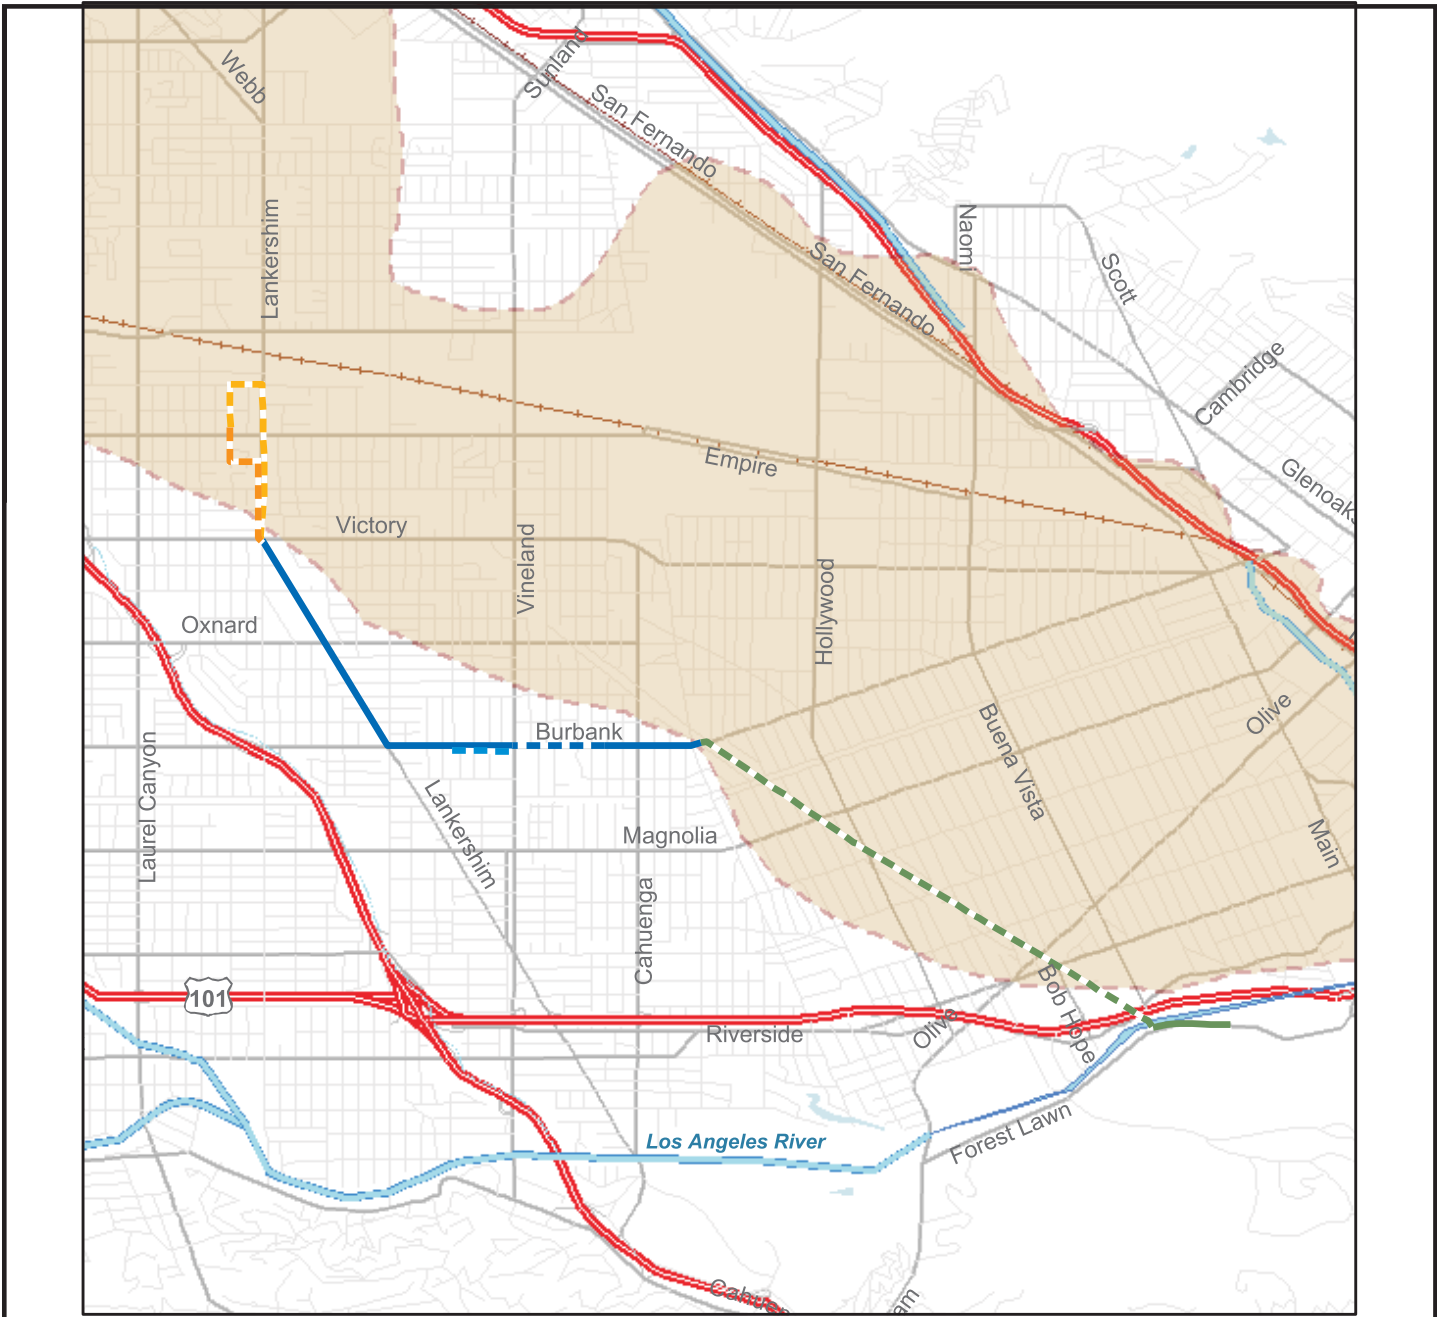 Webb
Sunland
San Fernando
Lankershim
Naomi
San Fernando
Scott
Cambridge
Empire
Glenoaks
Victory
Vineland
Hollywood
Oxnard
Burbank
Buena Vista
Olive
Laurel Canyon
Lankershim
Magnolia
Main
Cahuenga
101
Bob Hope
Riverside
Olive
Forest Lawn
Los Angeles River